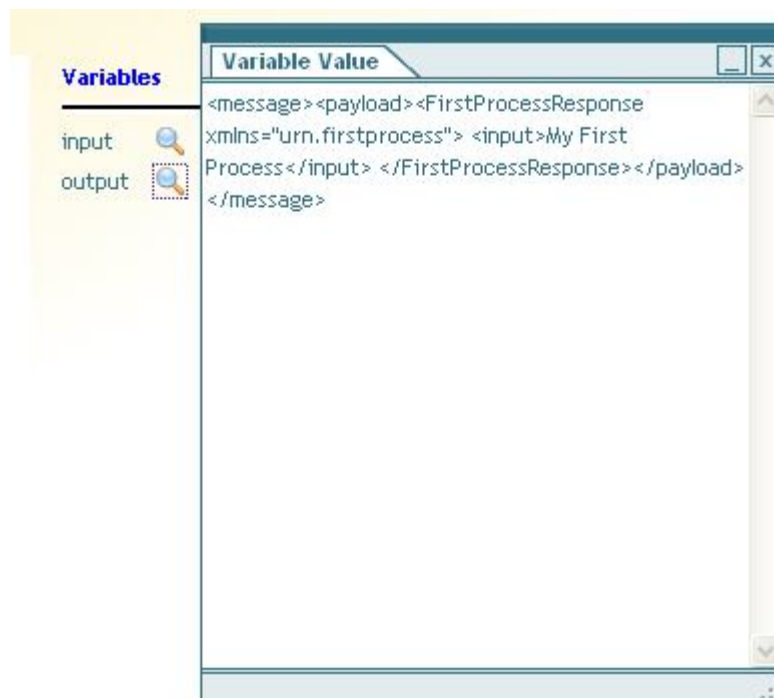 Variable Value
Variables
input
output
<message><payload><FirstProcessResponse
xmlns="urn.firstprocess"> <input>My First
Process</input> </FirstProcessResponse></payload>
</message>